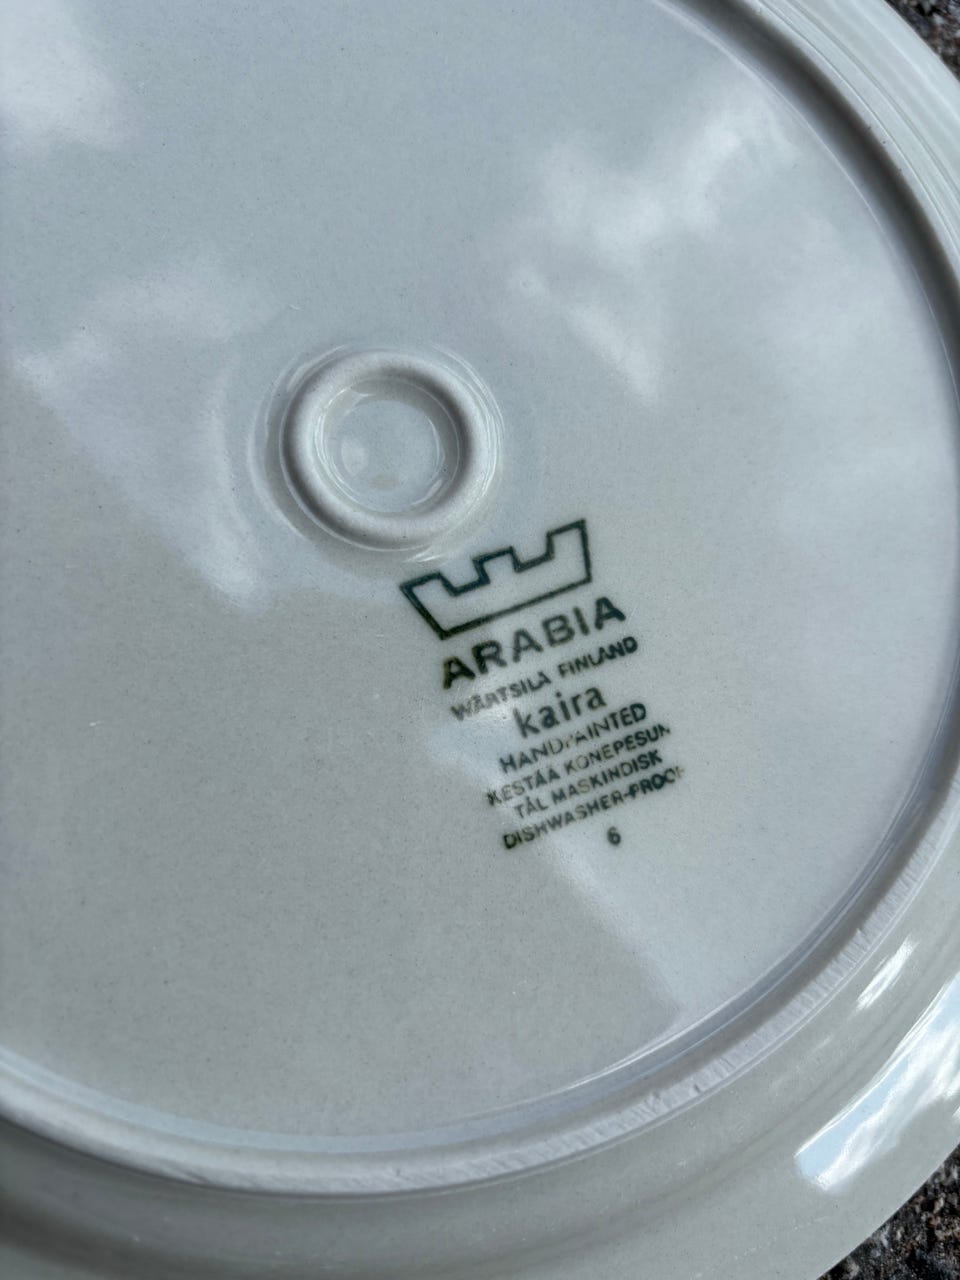 ARABIA
WÄRTSILÄ FINLAND
kaira
HANDPAINTED
KESTÄÄ KONEPESUN
TÅL MASKINDISK
DISHWASHER-PROOF
6